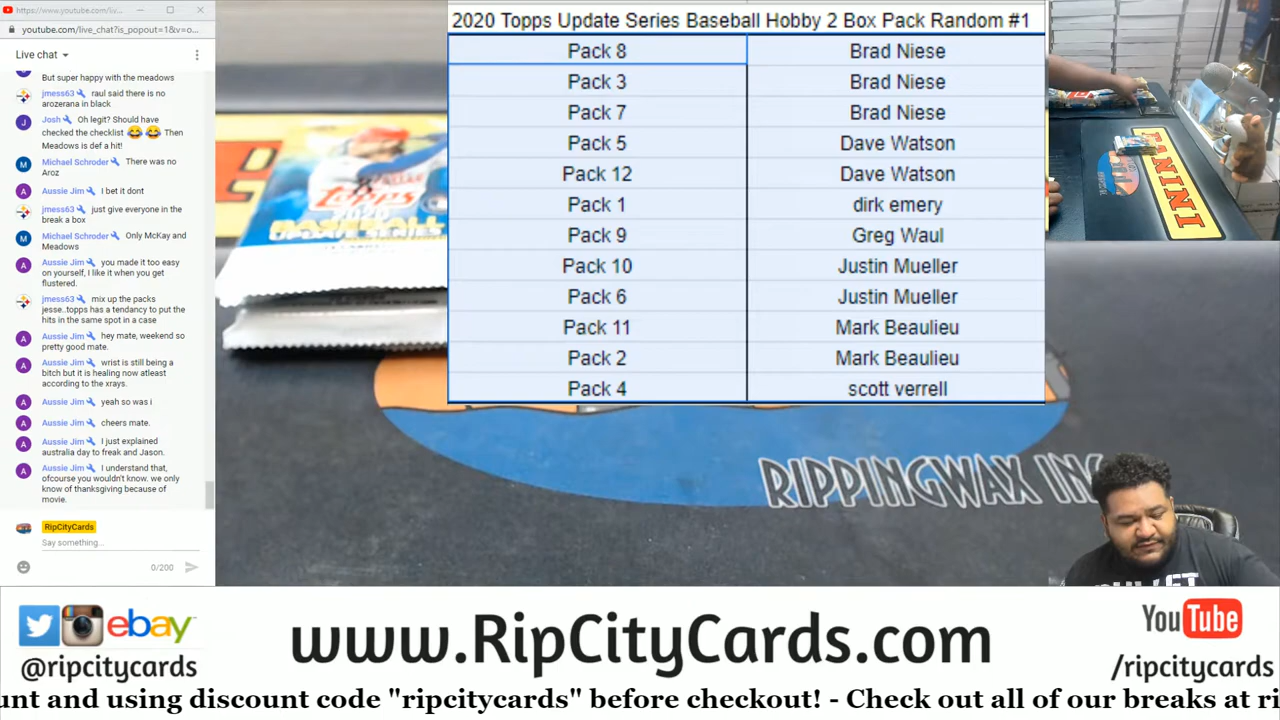 https://www.youtube.com/live...
youtube.com/live_chat?is_popout=1&v=o...
Live chat
But super happy with the meadows
jmess63 raul said there is no
arozerana in black
Josh Oh legit? Should have
checked the checklist 😂 😂 Then
Meadows is def a hit!
Michael Schroder There was no
Aroz
Aussie Jim I bet it dont
jmess63 just give everyone in the
break a box
Michael Schroder Only McKay and
Meadows
Aussie Jim you made it too easy
on yourself, I like it when you get
flustered.
jmess63 mix up the packs
jesse..topps has a tendancy to put the
hits in the same spot in a case
Aussie Jim hey mate, weekend so
pretty good mate.
Aussie Jim wrist is still being a
bitch but it is healing now atleast
according to the xrays.
Aussie Jim yeah so was i
Aussie Jim cheers mate.
Aussie Jim I just explained
australia day to freak and Jason.
Aussie Jim I understand that,
ofcourse you wouldn't know. we only
know of thanksgiving because of
movie.
RipCityCards
Say something...
0/200
2020 Topps Update Series Baseball Hobby 2 Box Pack Random #1
Pack 8 Brad Niese
Pack 3 Brad Niese
Pack 7 Brad Niese
Pack 5 Dave Watson
Pack 12 Dave Watson
Pack 1 dirk emery
Pack 9 Greg Waul
Pack 10 Justin Mueller
Pack 6 Justin Mueller
Pack 11 Mark Beaulieu
Pack 2 Mark Beaulieu
Pack 4 scott verrell
topps
2020
BASEBALL
UPDATE SERIES
PANINI
RIPPINGWAX INC
ebay
@ripcitycards
www.RipCityCards.com
YouTube
/ripcitycards
unt and using discount code "ripcitycards" before checkout! - Check out all of our breaks at ri